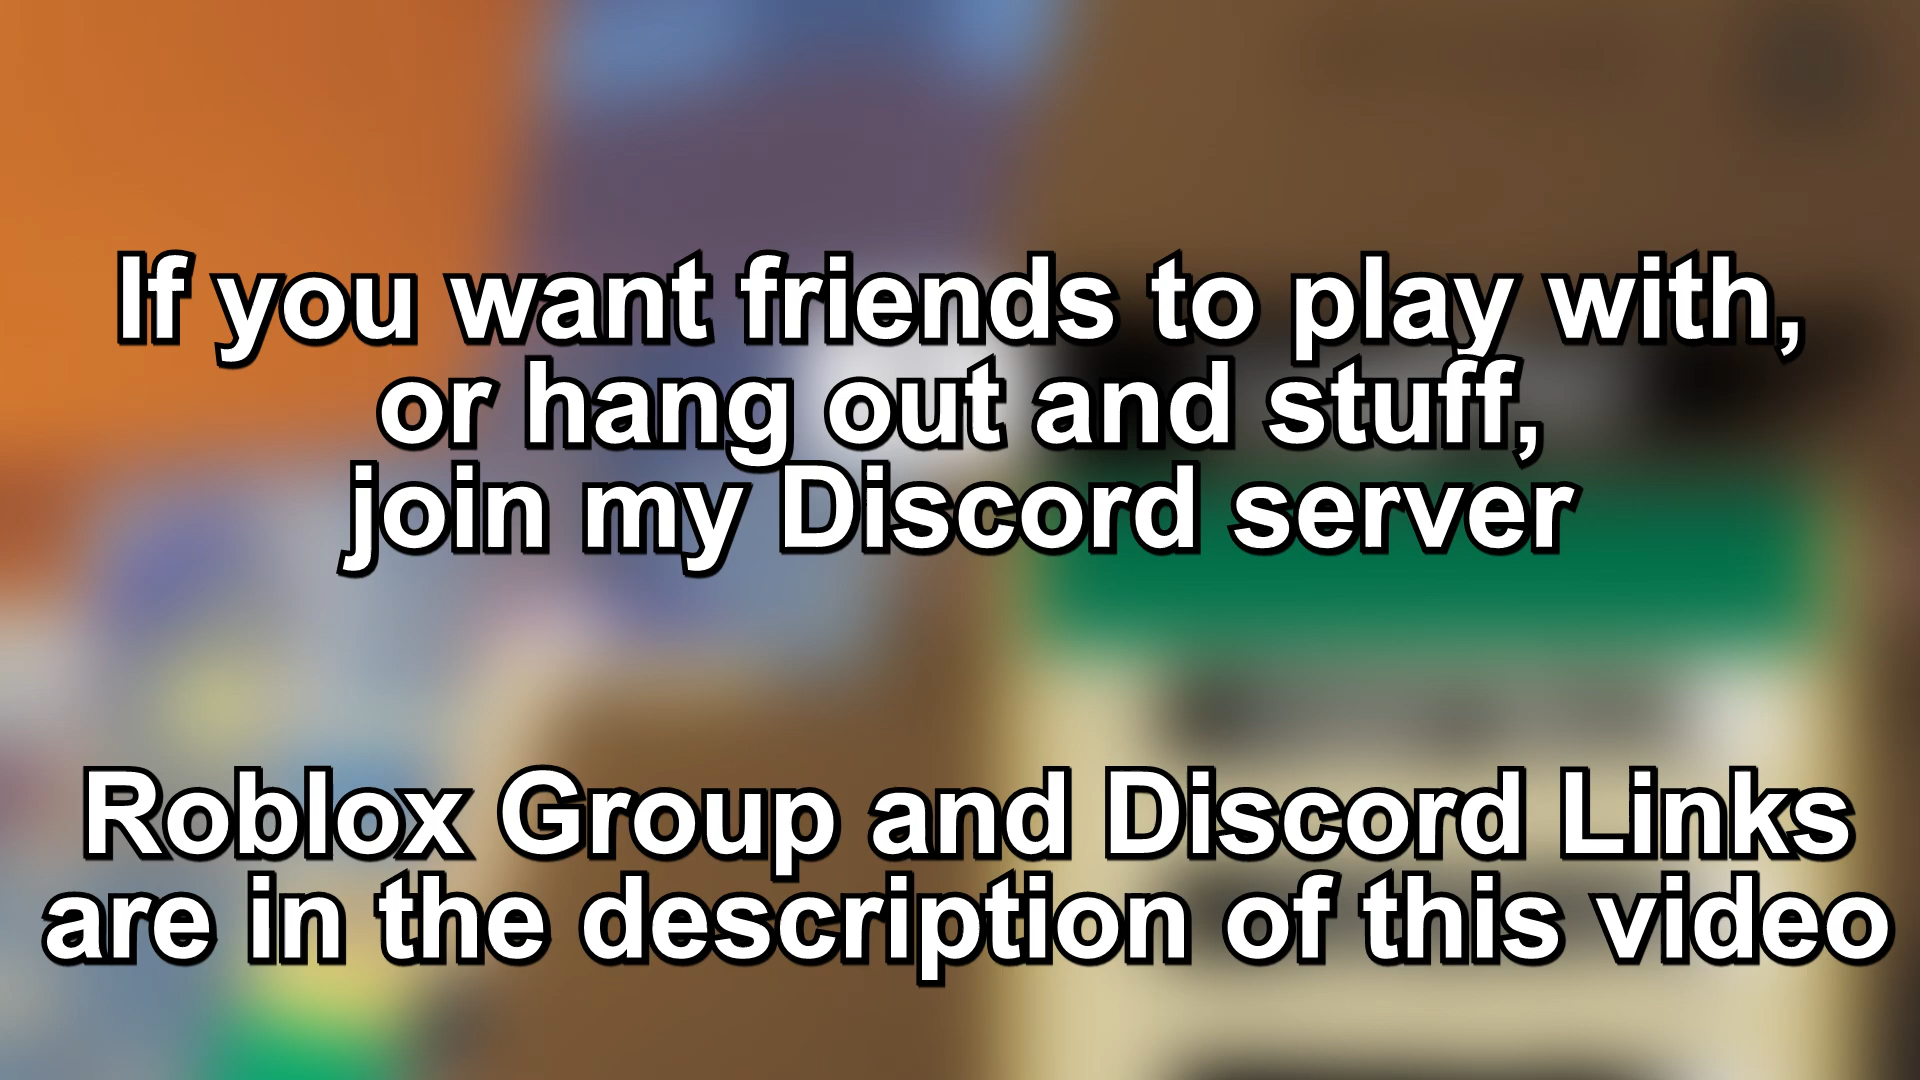 If you want friends to play with,
or hang out and stuff,
join my Discord server
Roblox Group and Discord Links
are in the description of this video